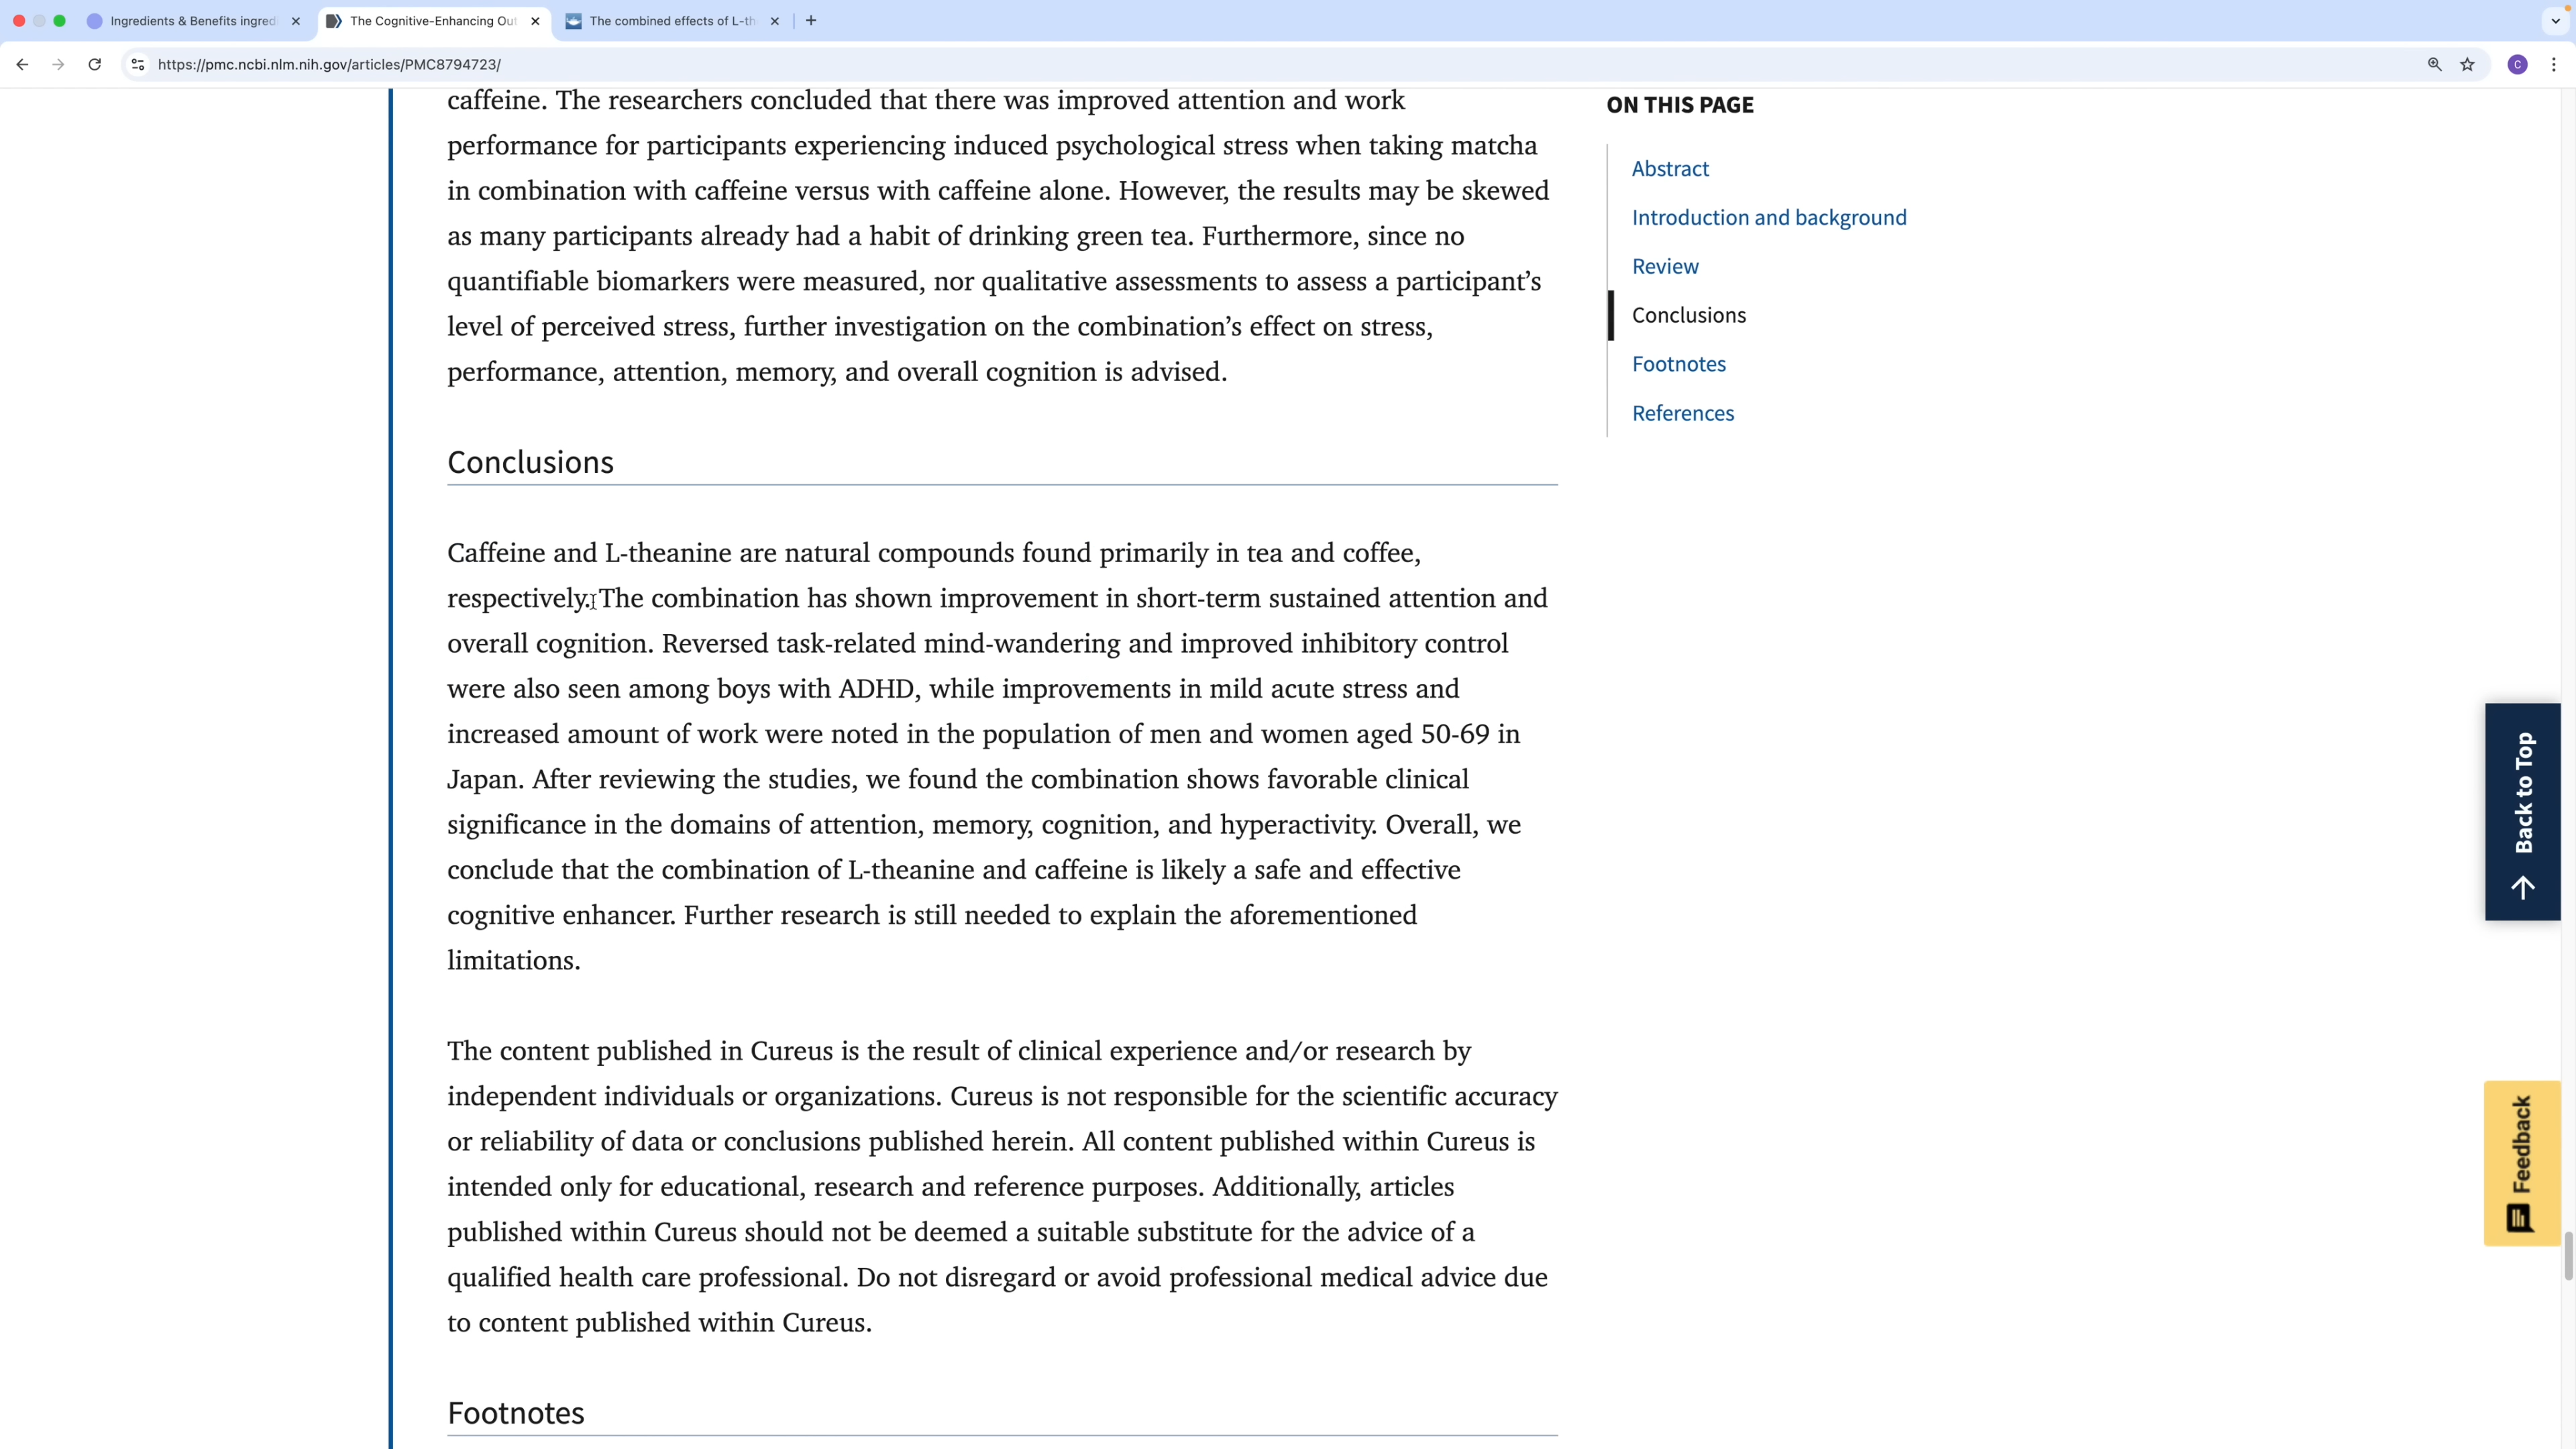 Ingredients & Benefits ingred
The Cognitive-Enhancing Out
The combined effects of L-th
https://pmc.ncbi.nlm.nih.gov/articles/PMC8794723/
C
caffeine. The researchers concluded that there was improved attention and work
performance for participants experiencing induced psychological stress when taking matcha
in combination with caffeine versus with caffeine alone. However, the results may be skewed
as many participants already had a habit of drinking green tea. Furthermore, since no
quantifiable biomarkers were measured, nor qualitative assessments to assess a participant’s
level of perceived stress, further investigation on the combination’s effect on stress,
performance, attention, memory, and overall cognition is advised.
Conclusions
Caffeine and L-theanine are natural compounds found primarily in tea and coffee,
respectively. The combination has shown improvement in short-term sustained attention and
overall cognition. Reversed task-related mind-wandering and improved inhibitory control
were also seen among boys with ADHD, while improvements in mild acute stress and
increased amount of work were noted in the population of men and women aged 50-69 in
Japan. After reviewing the studies, we found the combination shows favorable clinical
significance in the domains of attention, memory, cognition, and hyperactivity. Overall, we
conclude that the combination of L-theanine and caffeine is likely a safe and effective
cognitive enhancer. Further research is still needed to explain the aforementioned
limitations.
The content published in Cureus is the result of clinical experience and/or research by
independent individuals or organizations. Cureus is not responsible for the scientific accuracy
or reliability of data or conclusions published herein. All content published within Cureus is
intended only for educational, research and reference purposes. Additionally, articles
published within Cureus should not be deemed a suitable substitute for the advice of a
qualified health care professional. Do not disregard or avoid professional medical advice due
to content published within Cureus.
Footnotes
ON THIS PAGE
Abstract
Introduction and background
Review
Conclusions
Footnotes
References
Back to Top
Feedback